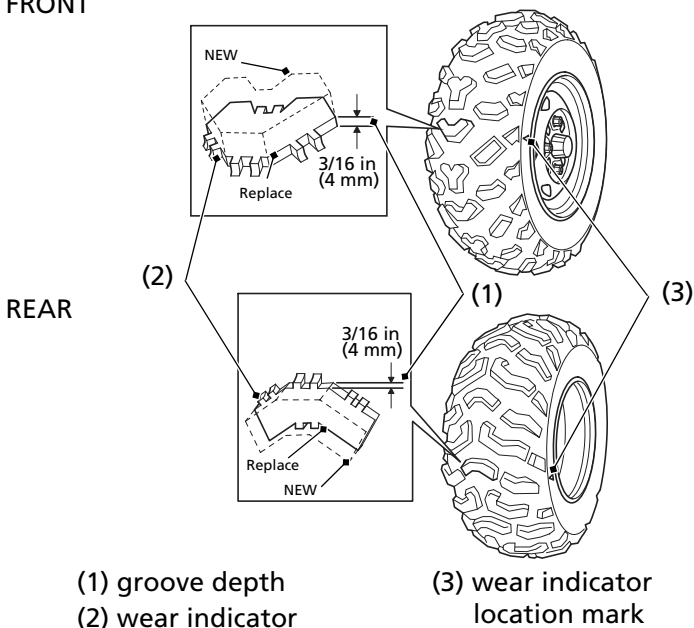 FRONT
NEW
3/16 in
(4 mm)
Replace
(2)
(1)
(3)
REAR
3/16 in
(4 mm)
Replace
NEW
(1) groove depth
(2) wear indicator
(3) wear indicator
location mark